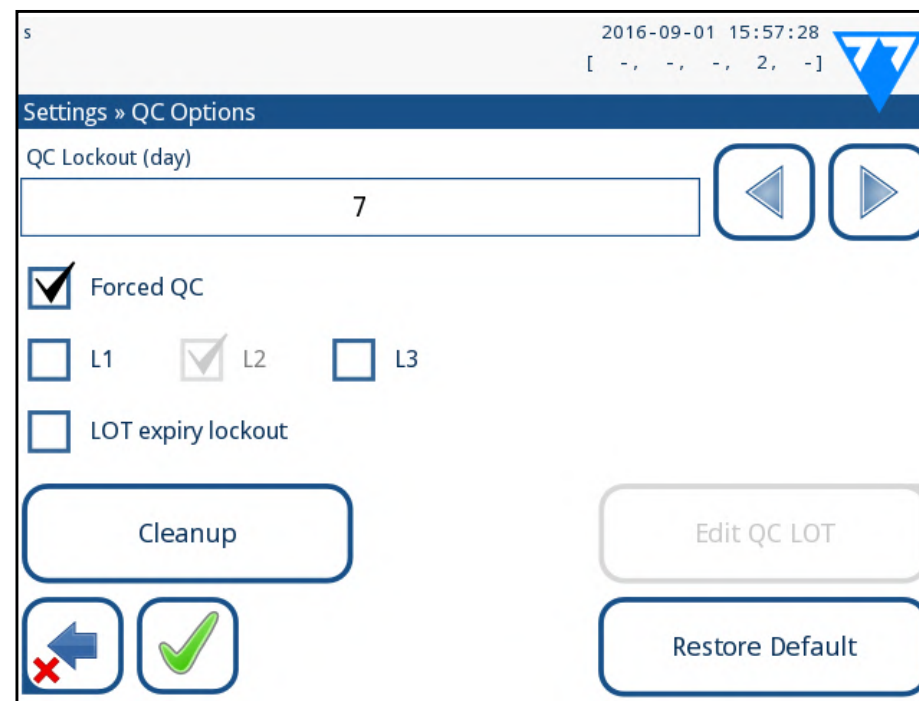 s
2016-09-01 15:57:28
[ -, -, -, 2, -]
Settings » QC Options
QC Lockout (day)
7
Forced QC
L1 L2 L3
LOT expiry lockout
Cleanup Edit QC LOT
Restore Default